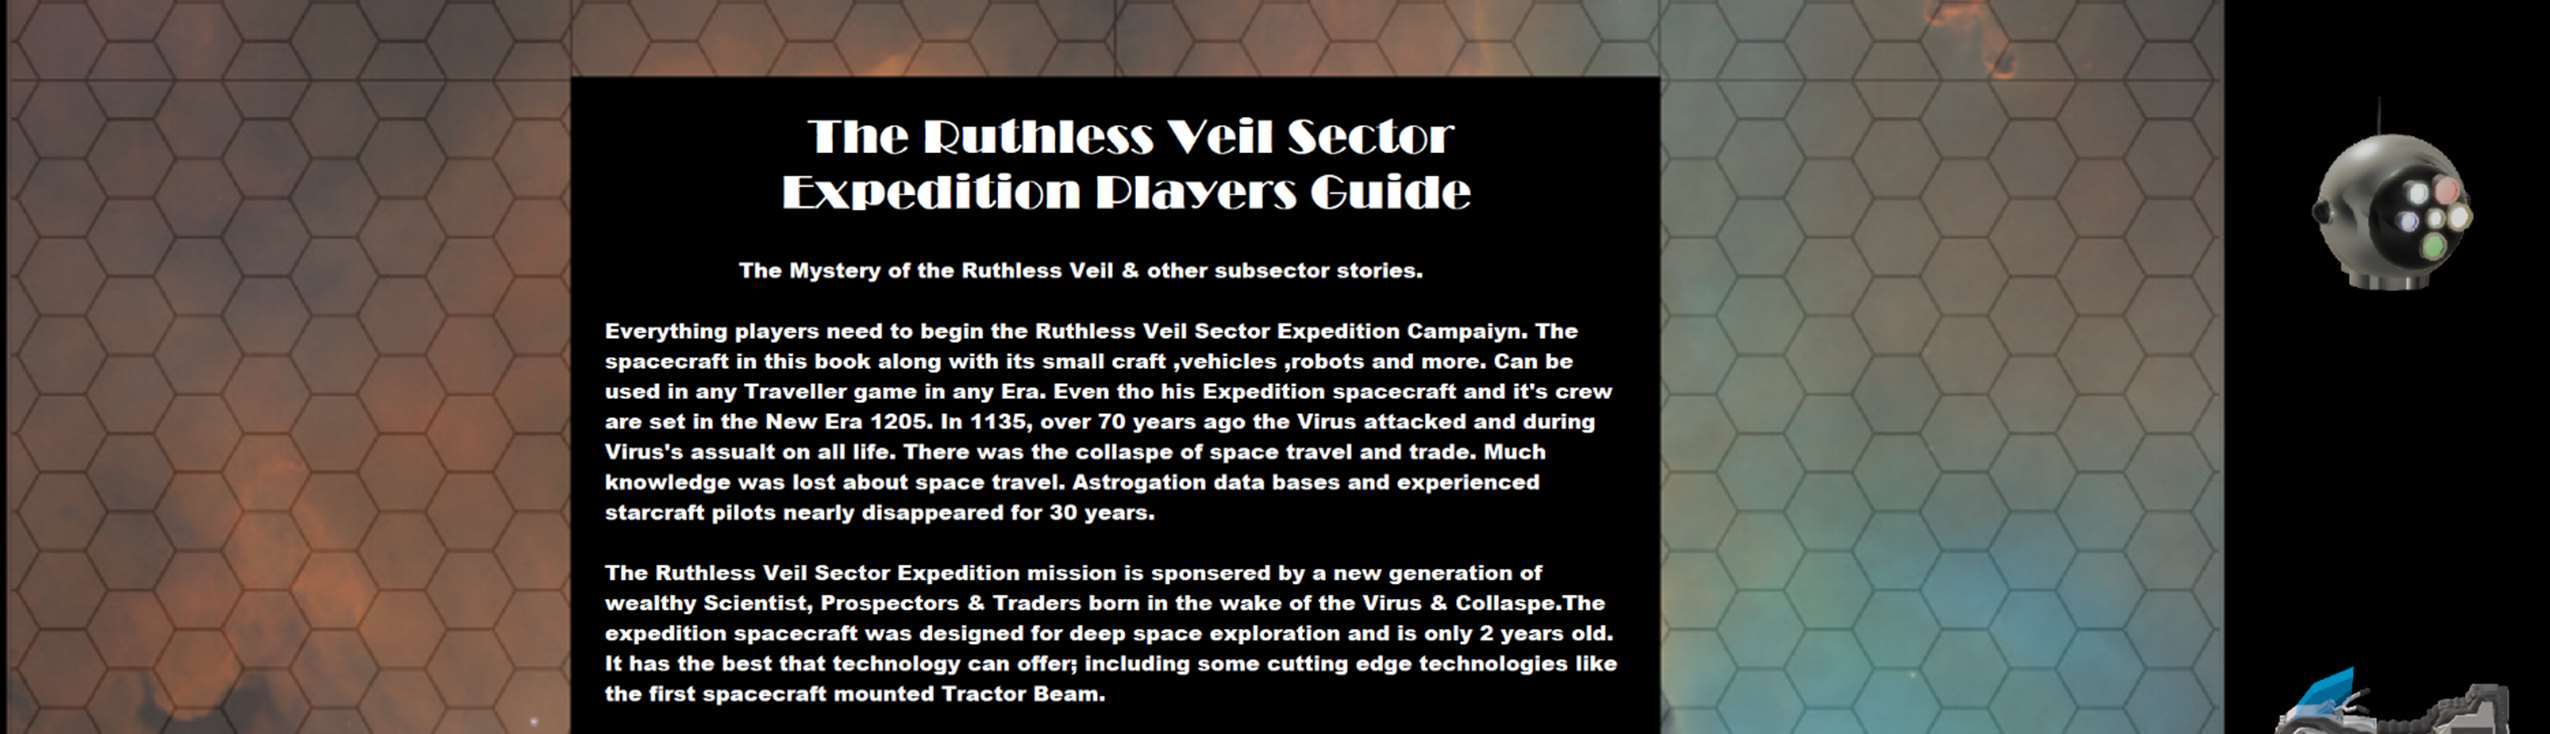 The Ruthless Veil Sector
Expedition Players Guide
The Mystery of the Ruthless Veil & other subsector stories.
Everything players need to begin the Ruthless Veil Sector Expedition Campaiyn. The
spacecraft in this book along with its small craft ,vehicles ,robots and more. Can be
used in any Traveller game in any Era. Even tho his Expedition spacecraft and it's crew
are set in the New Era 1205. In 1135, over 70 years ago the Virus attacked and during
Virus's assualt on all life. There was the collaspe of space travel and trade. Much
knowledge was lost about space travel. Astrogation data bases and experienced
starcraft pilots nearly disappeared for 30 years.
The Ruthless Veil Sector Expedition mission is sponsered by a new generation of
wealthy Scientist, Prospectors & Traders born in the wake of the Virus & Collaspe.The
expedition spacecraft was designed for deep space exploration and is only 2 years old.
It has the best that technology can offer; including some cutting edge technologies like
the first spacecraft mounted Tractor Beam.